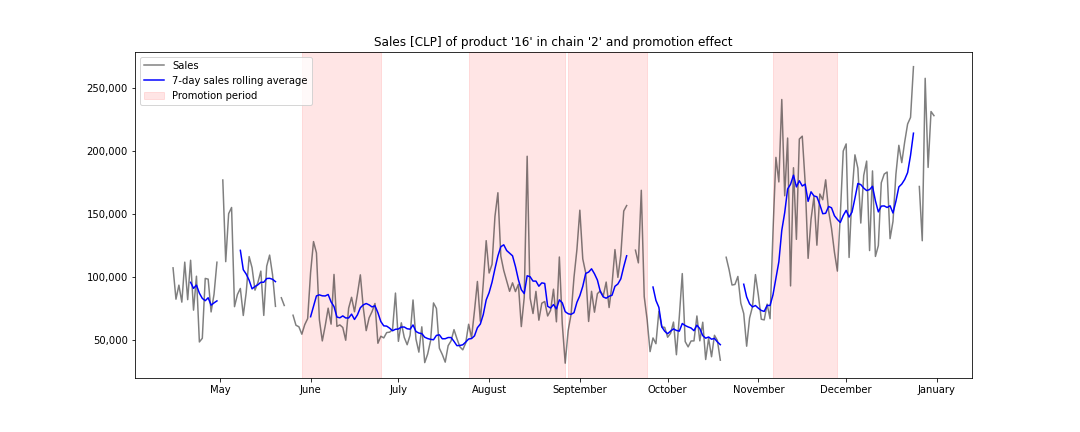 Sales [CLP] of product '16' in chain '2' and promotion effect
Sales
7-day sales rolling average
Promotion period
250,000
200,000
150,000
100,000
50,000
May June July August September October November December January